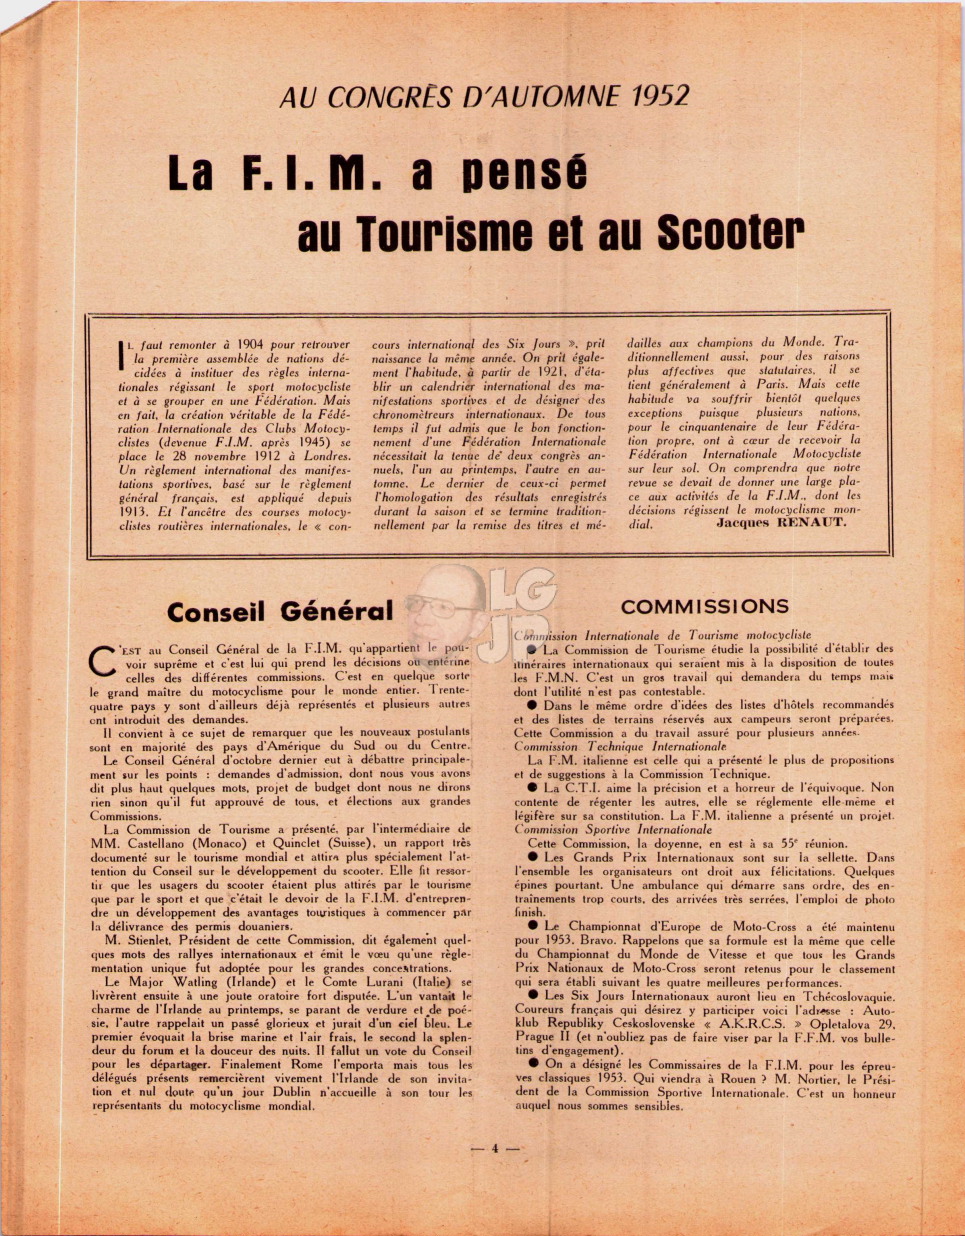 AU CONGRÈS D'AUTOMNE 1952
La F.I.M. a pensé
au Tourisme et au Scooter
IL faut remonter à 1904 pour retrouver
la première assemblée de nations dé-
cidées à instituer des règles interna-
tionales régissant le sport motocycliste
et à se grouper en une Fédération. Mais
en fait, la création véritable de la Fédé-
ration Internationale des Clubs Motocy-
clistes (devenue F.I.M. après 1945) se
place le 28 novembre 1912 à Londres.
Un règlement international des manifes-
tations sportives, basé sur le règlement
général français, est appliqué depuis
1913. Et l'ancêtre des courses motocy-
clistes routières internationales, le « con-
cours international des Six Jours », prit
naissance la même année. On prit égale-
ment l'habitude, à partir de 1921, d'éta-
blir un calendrier international des ma-
nifestations sportives et de désigner des
chronomètreurs internationaux. De tous
temps il fut admis que le bon fonction-
nement d'une Fédération Internationale
nécessitait la tenue de deux congrès an-
nuels, l'un au printemps, l'autre en au-
tomne. Le dernier de ceux-ci permet
l'homologation des résultats enregistrés
durant la saison et se termine tradition-
nellement par la remise des titres et mé-
dailles aux champions du Monde. Tra-
ditionnellement aussi, pour des raisons
plus affectives que statutaires, il se
tient généralement à Paris. Mais cette
habitude va souffrir bientôt quelques
exceptions puisque plusieurs nations,
pour le cinquantenaire de leur Fédéra-
tion propre, ont à cœur de recevoir la
Fédération Internationale Motocycliste
sur leur sol. On comprendra que notre
revue se devait de donner une large pla-
ce aux activités de la F.I.M., dont les
décisions régissent le motocyclisme mon-
dial. Jacques RENAUT.
Conseil Général
C'EST au Conseil Général de la F.I.M. qu'appartient le pou-
voir suprême et c'est lui qui prend les décisions ou entérine
celles des différentes commissions. C'est en quelque sorte
le grand maître du motocyclisme pour le monde entier. Trente-
quatre pays y sont d'ailleurs déjà représentés et plusieurs autres
ont introduit des demandes.
Il convient à ce sujet de remarquer que les nouveaux postulants
sont en majorité des pays d'Amérique du Sud ou du Centre.
Le Conseil Général d'octobre dernier eut à débattre principale-
ment sur les points : demandes d'admission, dont nous vous avons
dit plus haut quelques mots, projet de budget dont nous ne dirons
rien sinon qu'il fut approuvé de tous, et élections aux grandes
Commissions.
La Commission de Tourisme a présenté, par l'intermédiaire de
MM. Castellano (Monaco) et Quinclet (Suisse), un rapport très
documenté sur le tourisme mondial et attira plus spécialement l'at-
tention du Conseil sur le développement du scooter. Elle fit ressor-
tir que les usagers du scooter étaient plus attirés par le tourisme
que par le sport et que c'était le devoir de la F.I.M. d'entrepren-
dre un développement des avantages touristiques à commencer par
la délivrance des permis douaniers.
M. Stienlet, Président de cette Commission, dit également quel-
ques mots des rallyes internationaux et émit le vœu qu'une règle-
mentation unique fut adoptée pour les grandes concentrations.
Le Major Watling (Irlande) et le Comte Lurani (Italie) se
livrèrent ensuite à une joute oratoire fort disputée. L'un vantait le
charme de l'Irlande au printemps, se parant de verdure et de poé-
sie, l'autre rappelait un passé glorieux et jurait d'un ciel bleu. Le
premier évoquait la brise marine et l'air frais, le second la splen-
deur du forum et la douceur des nuits. Il fallut un vote du Conseil
pour les départager. Finalement Rome l'emporta mais tous les
délégués présents remercièrent vivement l'Irlande de son invita-
tion et nul doute qu'un jour Dublin n'accueille à son tour les
représentants du motocyclisme mondial.
LG
JP
COMMISSIONS
Commission Internationale de Tourisme motocycliste
● La Commission de Tourisme étudie la possibilité d'établir des
itinéraires internationaux qui seraient mis à la disposition de toutes
les F.M.N. C'est un gros travail qui demandera du temps mais
dont l'utilité n'est pas contestable.
● Dans le même ordre d'idées des listes d'hôtels recommandés
et des listes de terrains réservés aux campeurs seront préparées.
Cette Commission a du travail assuré pour plusieurs années.
Commission Technique Internationale
La F.M. italienne est celle qui a présenté le plus de propositions
et de suggestions à la Commission Technique.
● La C.T.I. aime la précision et a horreur de l'équivoque. Non
contente de régenter les autres, elle se réglemente elle-même et
légifère sur sa constitution. La F.M. italienne a présenté un projet.
Commission Sportive Internationale
Cette Commission, la doyenne, en est à sa 55e réunion.
● Les Grands Prix Internationaux sont sur la sellette. Dans
l'ensemble les organisateurs ont droit aux félicitations. Quelques
épines pourtant. Une ambulance qui démarre sans ordre, des en-
trainements trop courts, des arrivées très serrées, l'emploi de photo
finish.
● Le Championnat d'Europe de Moto-Cross a été maintenu
pour 1953. Bravo. Rappelons que sa formule est la même que celle
du Championnat du Monde de Vitesse et que tous les Grands
Prix Nationaux de Moto-Cross seront retenus pour le classement
qui sera établi suivant les quatre meilleures performances.
● Les Six Jours Internationaux auront lieu en Tchécoslovaquie.
Coureurs français qui désirez y participer voici l'adresse : Auto-
klub Republiky Ceskoslovenske « A.K.R.C.S. » Opletalova 29,
Prague II (et n'oubliez pas de faire viser par la F.F.M. vos bulle-
tins d'engagement).
● On a désigné les Commissaires de la F.I.M. pour les épreu-
ves classiques 1953. Qui viendra à Rouen ? M. Nortier, le Prési-
dent de la Commission Sportive Internationale. C'est un honneur
auquel nous sommes sensibles.
— 4 —